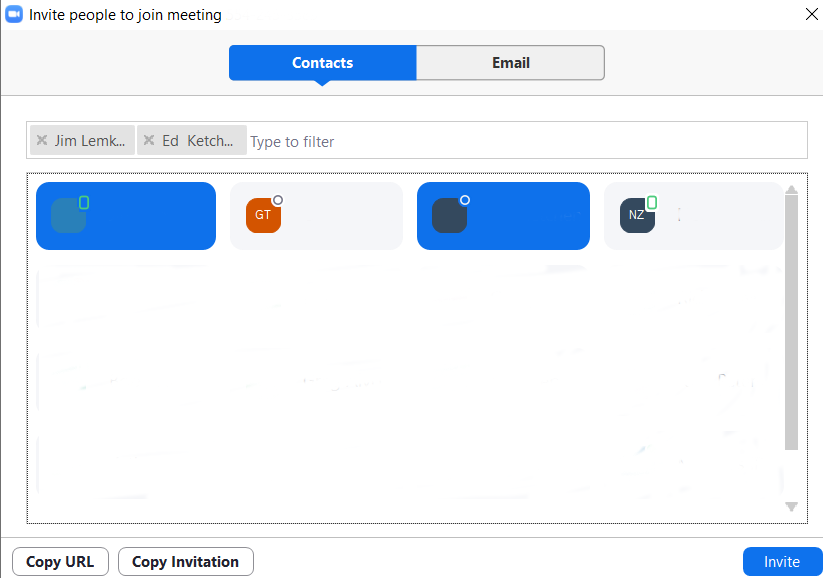 Invite people to join meeting
Contacts Email
Jim Lemk... Ed Ketch... Type to filter
GT NZ
Copy URL Copy Invitation Invite